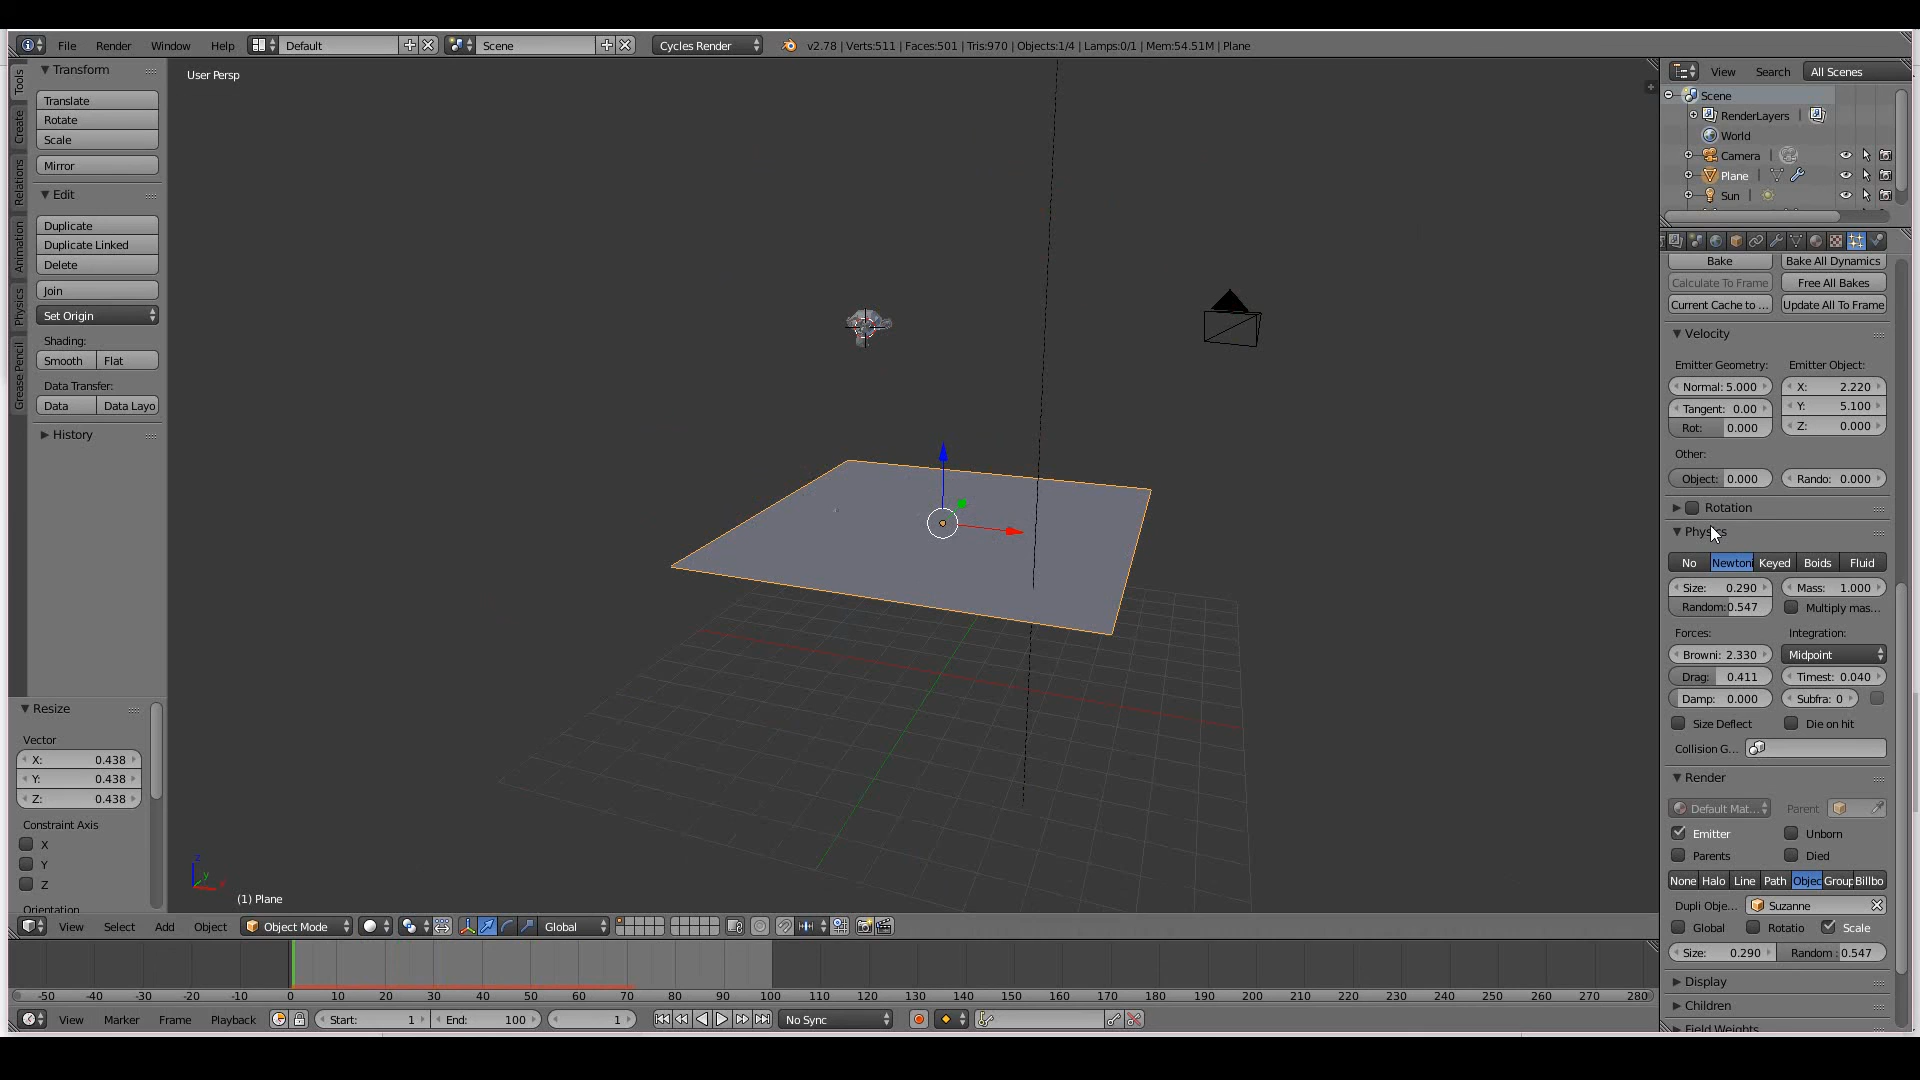 File Render Window Help Default Scene Cycles Render v2.78 | Verts:511 | Faces:501 | Tris:970 | Objects:1/4 | Lamps:0/1 | Mem:54.51M | Plane
Tools
Create
Relations
Animation
Physics
Grease Pencil
Transform
Translate
Rotate
Scale
Mirror
Edit
Duplicate
Duplicate Linked
Delete
Join
Set Origin
Shading:
Smooth Flat
Data Transfer:
Data Data Layo
History
Resize
Vector
X: 0.438
Y: 0.438
Z: 0.438
Constraint Axis
X
Y
Z
Orientation
User Persp
z
y
x
(1) Plane
View Select Add Object Object Mode Global
-50 -40 -30 -20 -10 0 10 20 30 40 50 60 70 80 90 100 110 120 130 140 150 160 170 180 190 200 210 220 230 240 250 260 270 280
View Marker Frame Playback Start: 1 End: 100 1 No Sync
View Search All Scenes
Scene
RenderLayers |
World
Camera |
Plane |
Sun |
Bake Bake All Dynamics
Calculate To Frame Free All Bakes
Current Cache to ... Update All To Frame
Velocity
Emitter Geometry: Emitter Object:
Normal: 5.000 X: 2.220
Tangent: 0.00 Y: 5.100
Rot: 0.000 Z: 0.000
Other:
Object: 0.000 Rando: 0.000
Rotation
Physics
No Newtoni Keyed Boids Fluid
Size: 0.290 Mass: 1.000
Random:0.547 Multiply mas...
Forces: Integration:
Browni: 2.330 Midpoint
Drag: 0.411 Timest: 0.040
Damp: 0.000 Subfra: 0
Size Deflect Die on hit
Collision G...
Render
Default Mat... Parent
Emitter Unborn
Parents Died
None Halo Line Path Objec Group Billbo
Dupli Obje... Suzanne
Global Rotatio Scale
Size: 0.290 Random : 0.547
Display
Children
Field Weights